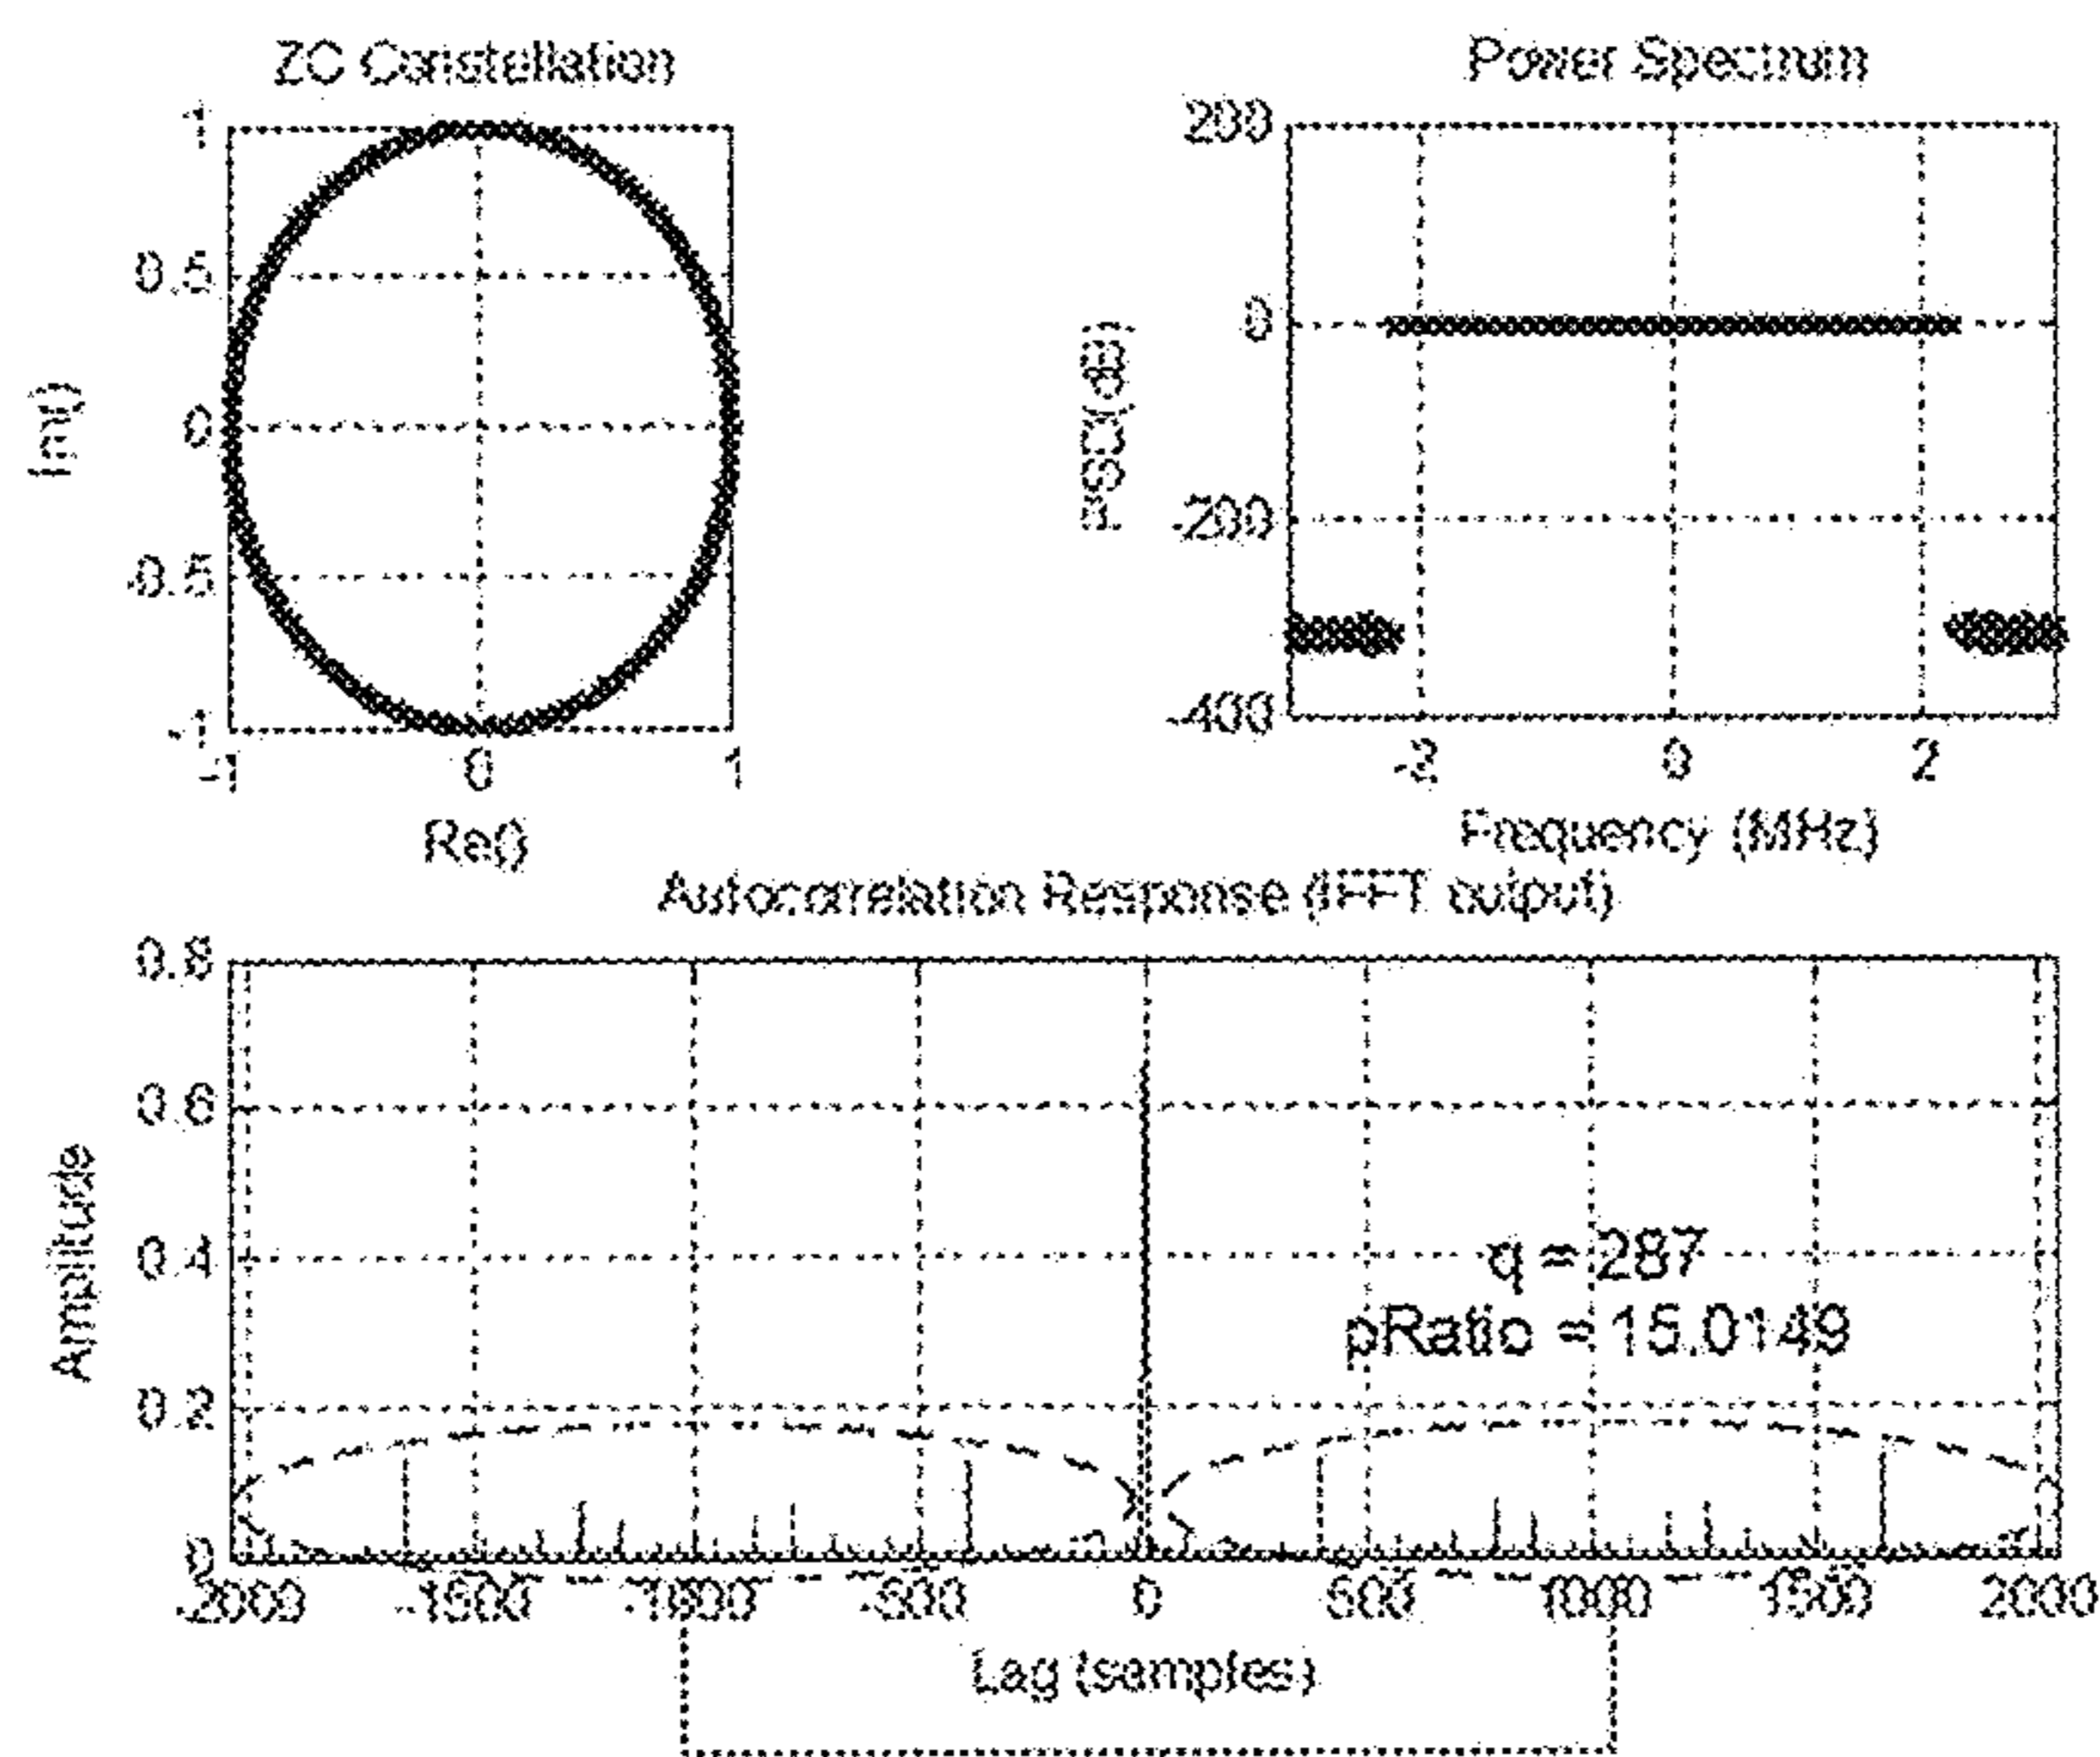 ZC Constellation
1
0.5
0
-0.5
-1
-1 0 1
Im()
Re()
Power Spectrum
200
0
-200
-400
-2 0 2
PSD(dB)
Frequency (MHz)
Autocorrelation Response (IFFT output)
0.8
0.6
0.4
0.2
0
Amplitude
q = 287
pRatio = 15.0149
-2000 -1500 -1000 -500 0 500 1000 1500 2000
Lag (samples)